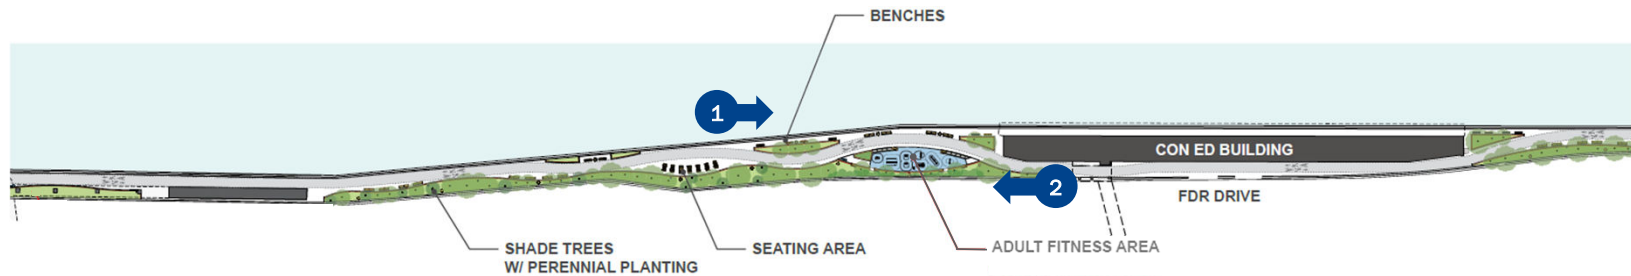 BENCHES
1
CON ED BUILDING
2
FDR DRIVE
SHADE TREES
W/ PERENNIAL PLANTING
SEATING AREA
ADULT FITNESS AREA